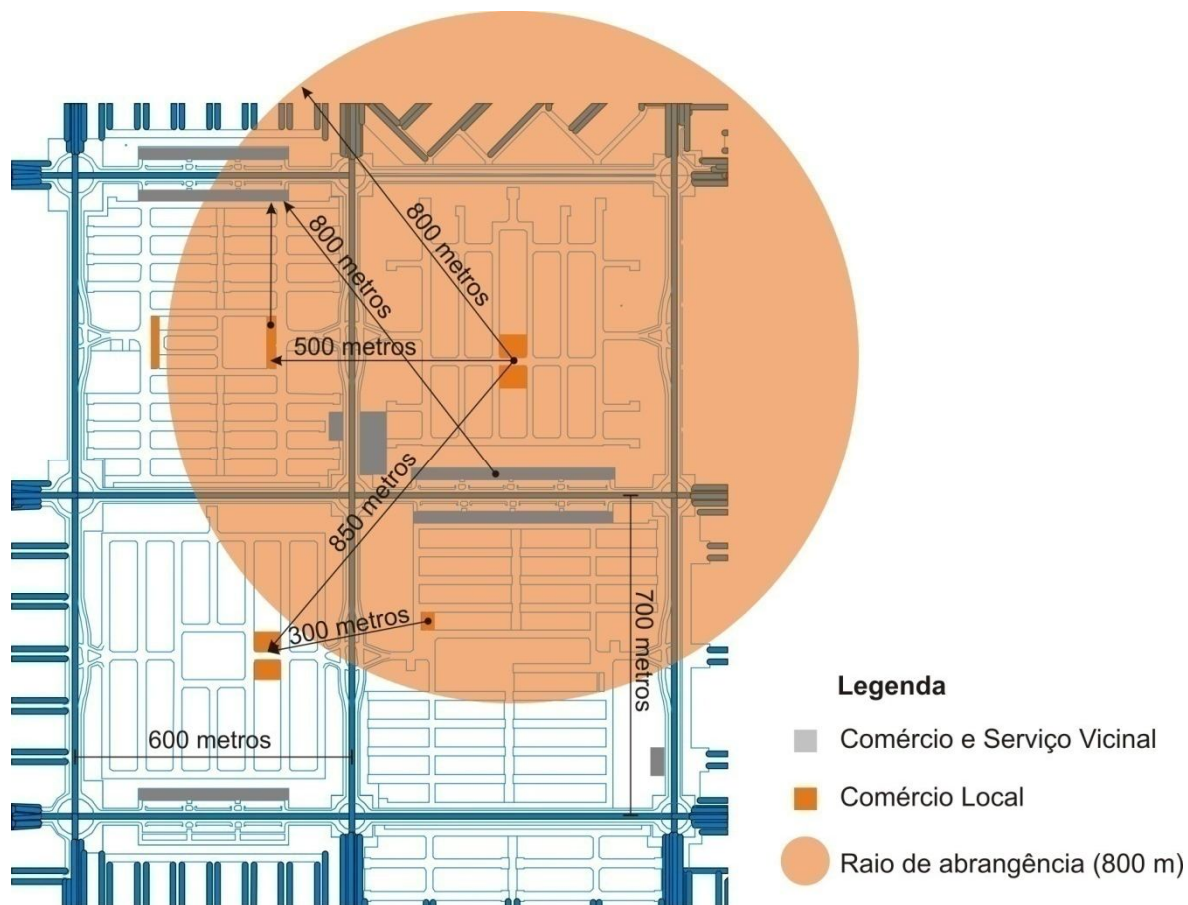 800 metros
800 metros
500 metros
850 metros
300 metros
700 metros
600 metros
Legenda
Comércio e Serviço Vicinal
Comércio Local
Raio de abrangência (800 m)